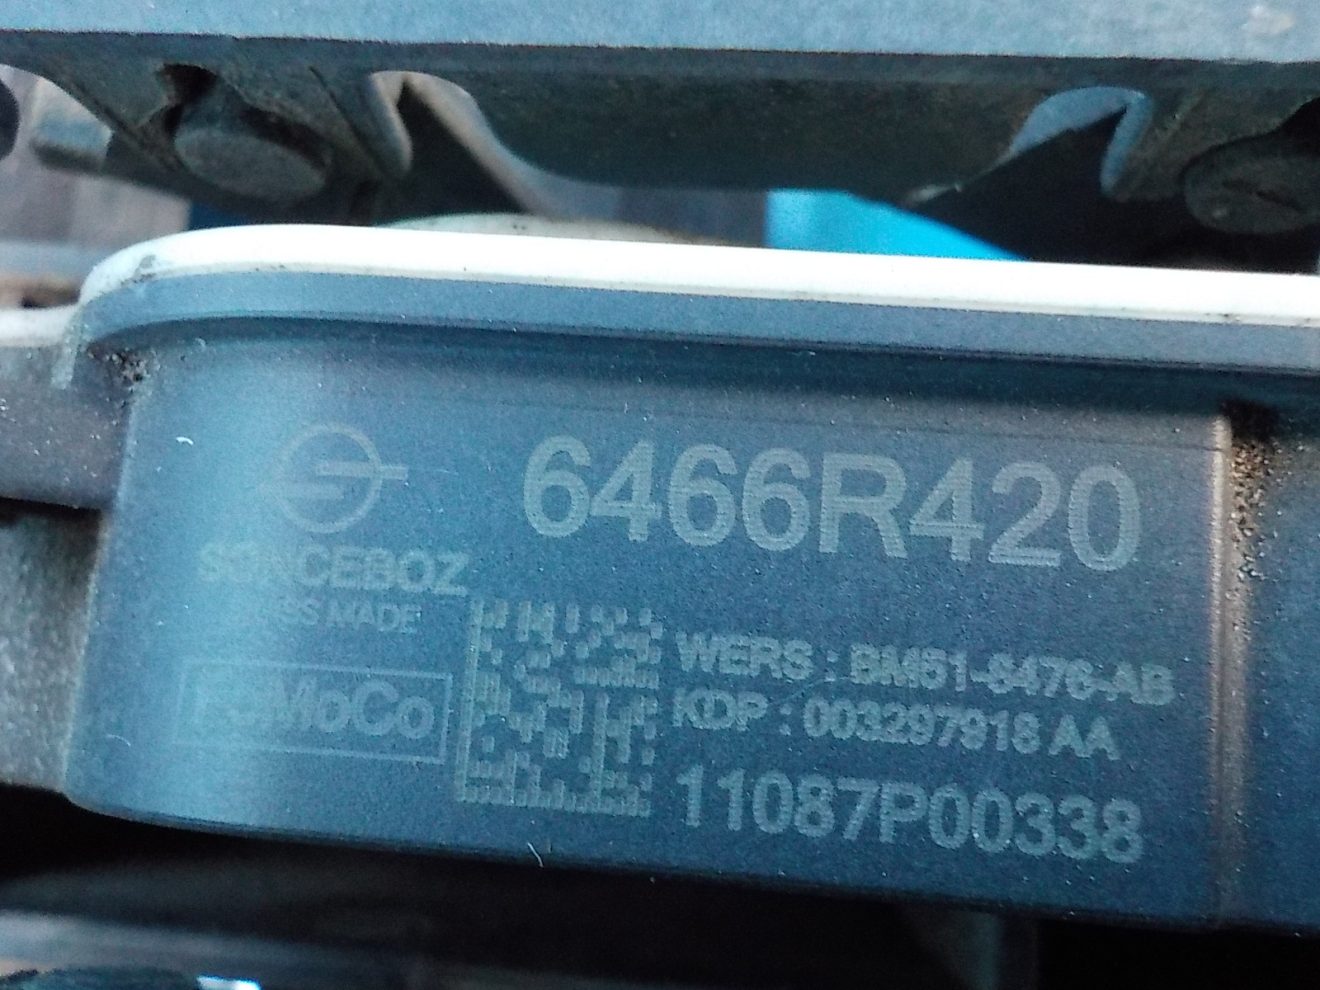 6466R420
SONCEBOZ
SWISS MADE
FoMoCo
WERS : BM51-8476-AB
KDP : 003297918 AA
11087P00338